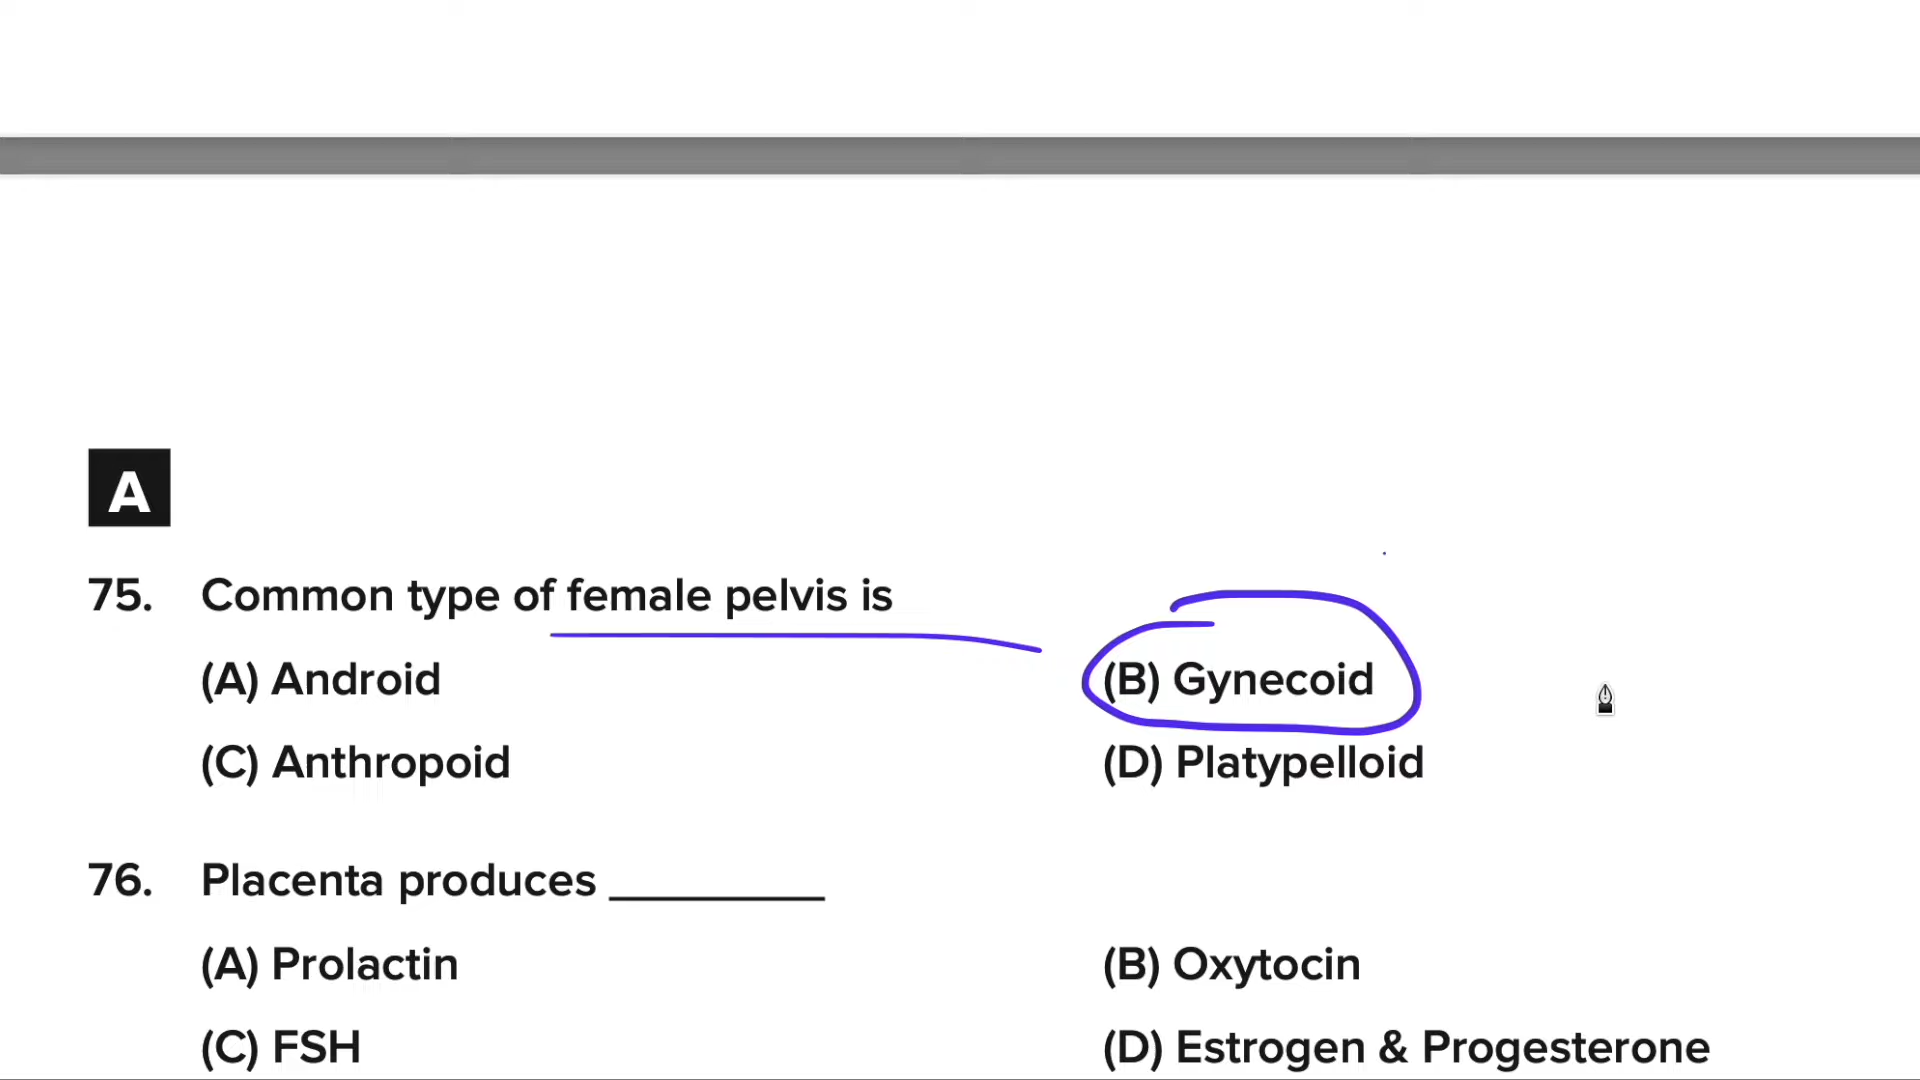 A
75. Common type of female pelvis is
(A) Android (B) Gynecoid
(C) Anthropoid (D) Platypelloid
76. Placenta produces __________
(A) Prolactin (B) Oxytocin
(C) FSH (D) Estrogen & Progesterone